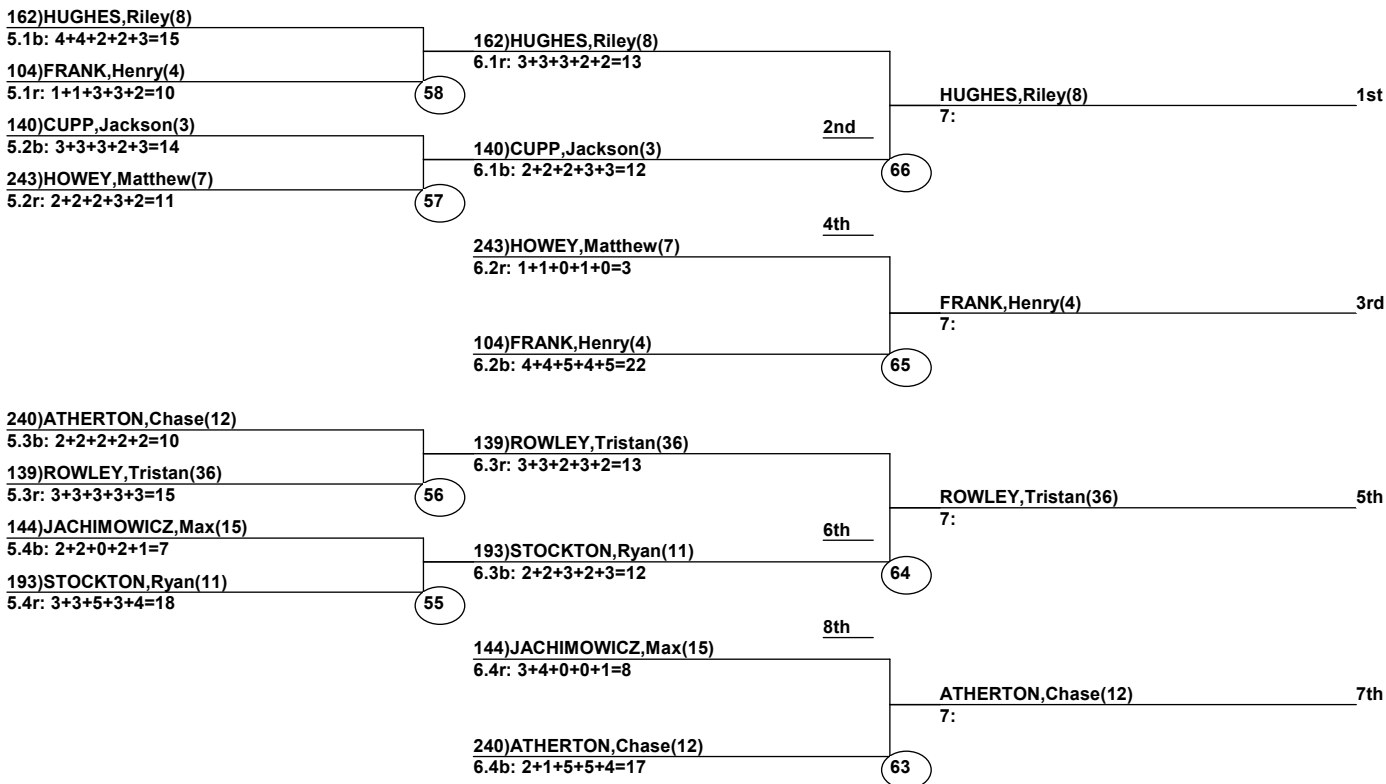 162)HUGHES,Riley(8)
5.1b: 4+4+2+2+3=15
162)HUGHES,Riley(8)
6.1r: 3+3+3+2+2=13
104)FRANK,Henry(4)
5.1r: 1+1+3+3+2=10
58
HUGHES,Riley(8)
1st
7:
140)CUPP,Jackson(3)
5.2b: 3+3+3+2+3=14
2nd
140)CUPP,Jackson(3)
6.1b: 2+2+2+3+3=12
66
243)HOWEY,Matthew(7)
5.2r: 2+2+2+3+2=11
57
4th
243)HOWEY,Matthew(7)
6.2r: 1+1+0+1+0=3
FRANK,Henry(4)
3rd
7:
104)FRANK,Henry(4)
6.2b: 4+4+5+4+5=22
65
240)ATHERTON,Chase(12)
5.3b: 2+2+2+2+2=10
139)ROWLEY,Tristan(36)
6.3r: 3+3+2+3+2=13
139)ROWLEY,Tristan(36)
5.3r: 3+3+3+3+3=15
56
ROWLEY,Tristan(36)
5th
7:
144)JACHIMOWICZ,Max(15)
5.4b: 2+2+0+2+1=7
6th
193)STOCKTON,Ryan(11)
6.3b: 2+2+3+2+3=12
64
193)STOCKTON,Ryan(11)
5.4r: 3+3+5+3+4=18
55
8th
144)JACHIMOWICZ,Max(15)
6.4r: 3+4+0+0+1=8
ATHERTON,Chase(12)
7th
7:
240)ATHERTON,Chase(12)
6.4b: 2+1+5+5+4=17
63